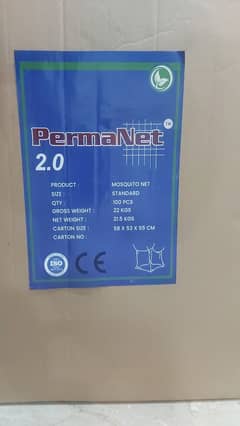 PermaNet TM
2.0
PRODUCT : MOSQUITO NET
SIZE : STANDARD
QTY : 100 PCS
GROSS WEIGHT : 22 KGS
NET WEIGHT : 21.5 KGS
CARTON SIZE : 58 X 53 X 55 CM
CARTON NO :
ISO CE